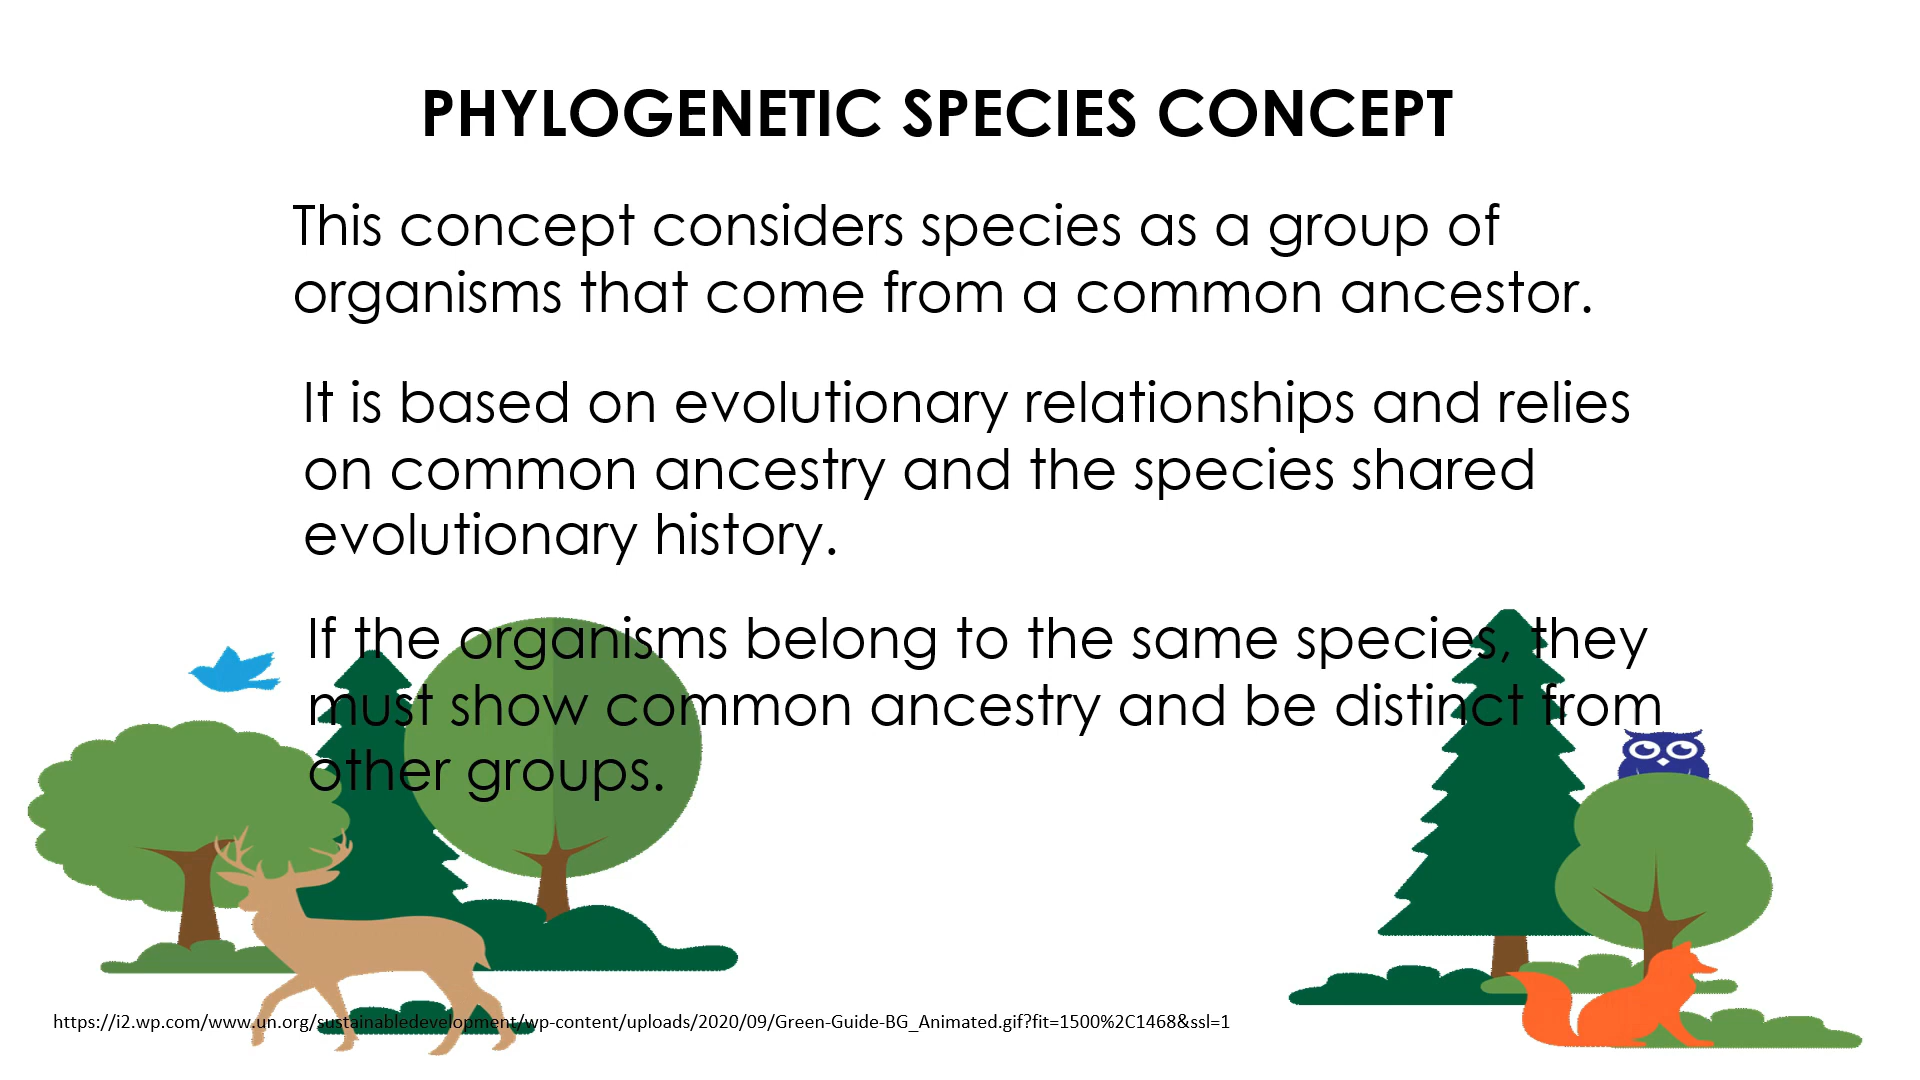 PHYLOGENETIC SPECIES CONCEPT
This concept considers species as a group of
organisms that come from a common ancestor.
It is based on evolutionary relationships and relies
on common ancestry and the species shared
evolutionary history.
If the organisms belong to the same species, they
must show common ancestry and be distinct from
other groups.
https://i2.wp.com/www.un.org/sustainabledevelopment/wp-content/uploads/2020/09/Green-Guide-BG_Animated.gif?fit=1500%2C1468&ssl=1